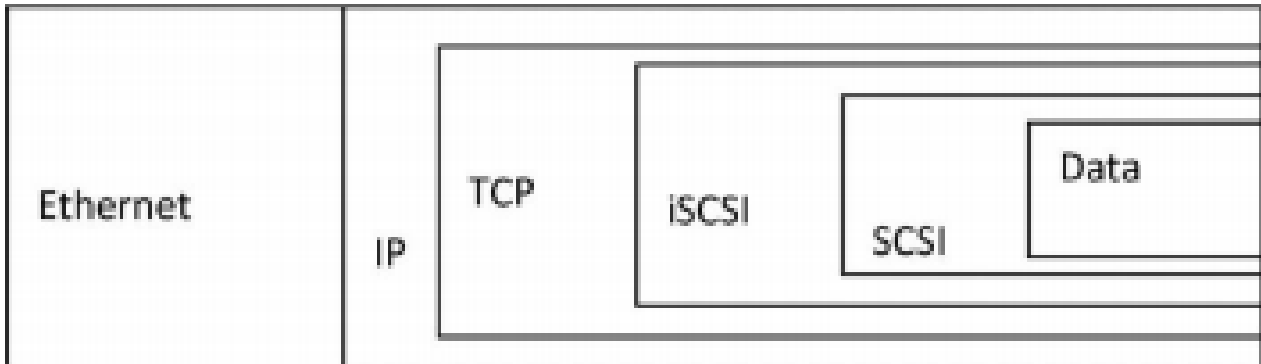 Ethernet
IP
TCP
iSCSI
SCSI
Data